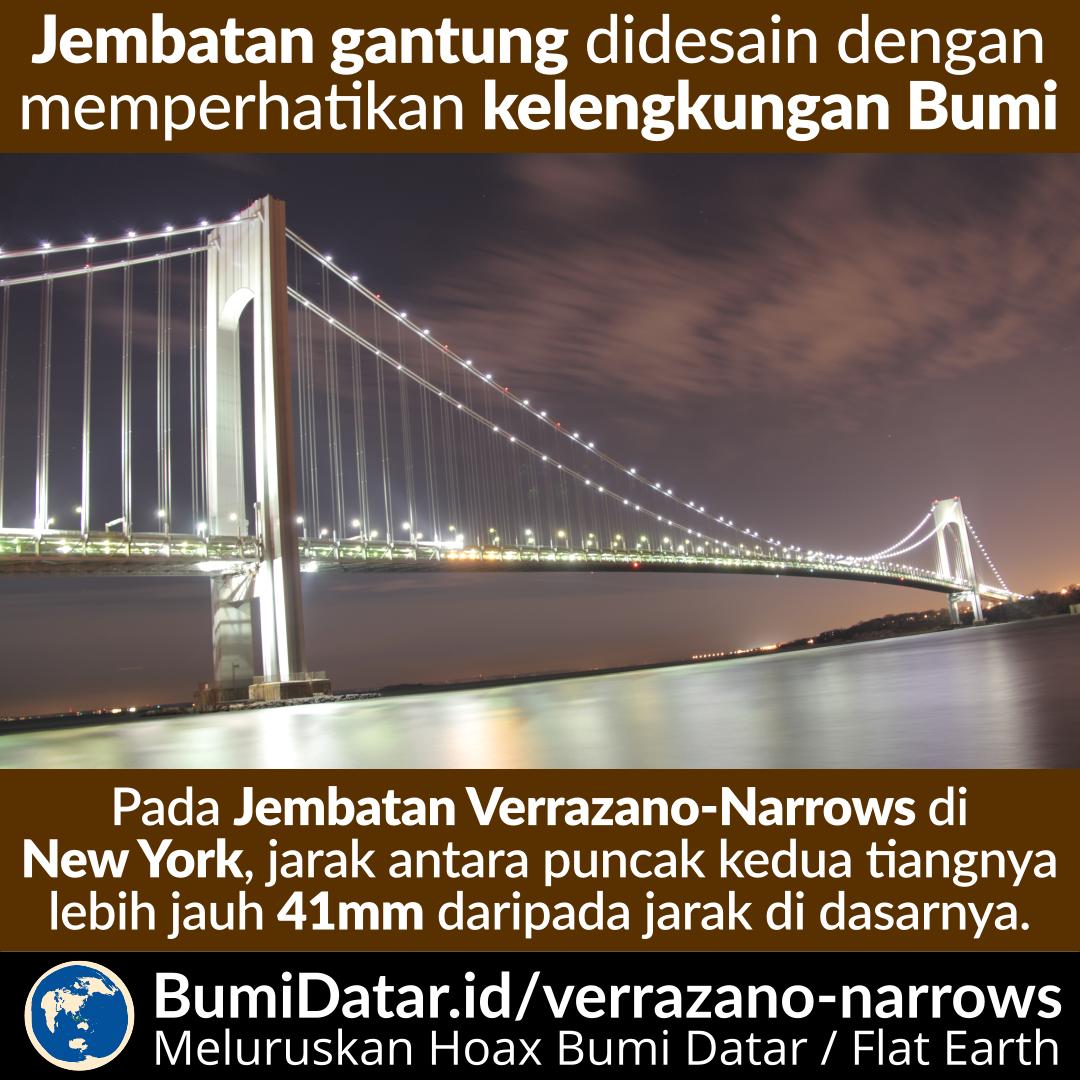 Jembatan gantung didesain dengan
memperhatikan kelengkungan Bumi
Pada Jembatan Verrazano-Narrows di
New York, jarak antara puncak kedua tiangnya
lebih jauh 41mm daripada jarak di dasarnya.
BumiDatar.id/verrazano-narrows
Meluruskan Hoax Bumi Datar / Flat Earth